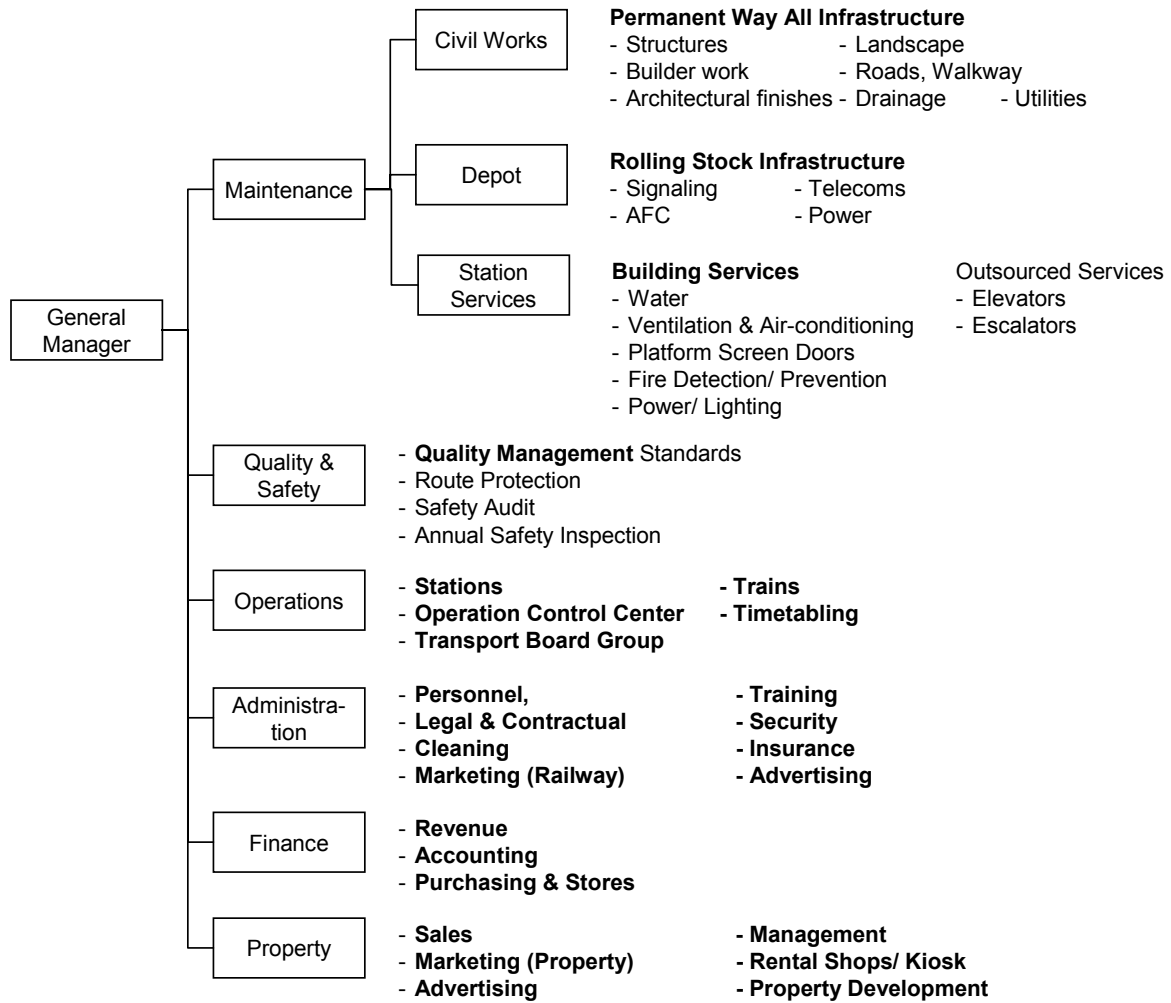 Civil Works
Permanent Way All Infrastructure
- Structures - Landscape
- Builder work - Roads, Walkway
- Architectural finishes - Drainage - Utilities
Maintenance
Depot
Rolling Stock Infrastructure
- Signaling - Telecoms
- AFC - Power
Station
Services
Building Services Outsourced Services
- Water - Elevators
- Ventilation & Air-conditioning - Escalators
- Platform Screen Doors
- Fire Detection/ Prevention
- Power/ Lighting
General
Manager
Quality &
Safety
- Quality Management Standards
- Route Protection
- Safety Audit
- Annual Safety Inspection
Operations
- Stations - Trains
- Operation Control Center - Timetabling
- Transport Board Group
Administra-
tion
- Personnel, - Training
- Legal & Contractual - Security
- Cleaning - Insurance
- Marketing (Railway) - Advertising
Finance
- Revenue
- Accounting
- Purchasing & Stores
Property
- Sales - Management
- Marketing (Property) - Rental Shops/ Kiosk
- Advertising - Property Development